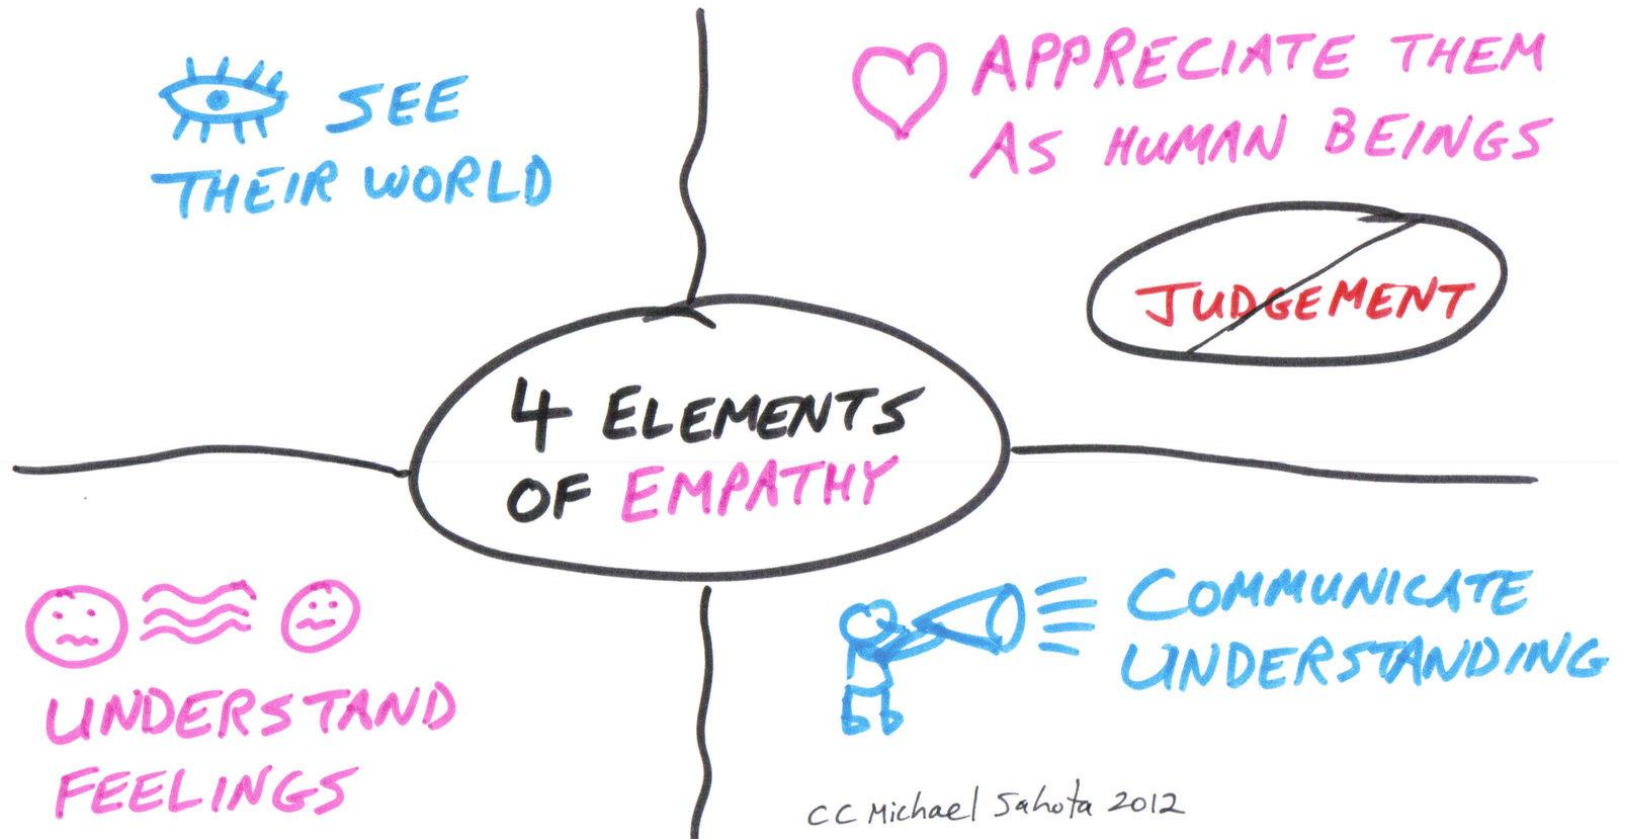 SEE
THEIR WORLD
APPRECIATE THEM
AS HUMAN BEINGS
JUDGEMENT
4 ELEMENTS
OF EMPATHY
UNDERSTAND
FEELINGS
COMMUNICATE
UNDERSTANDING
CC Michael Sahota 2012